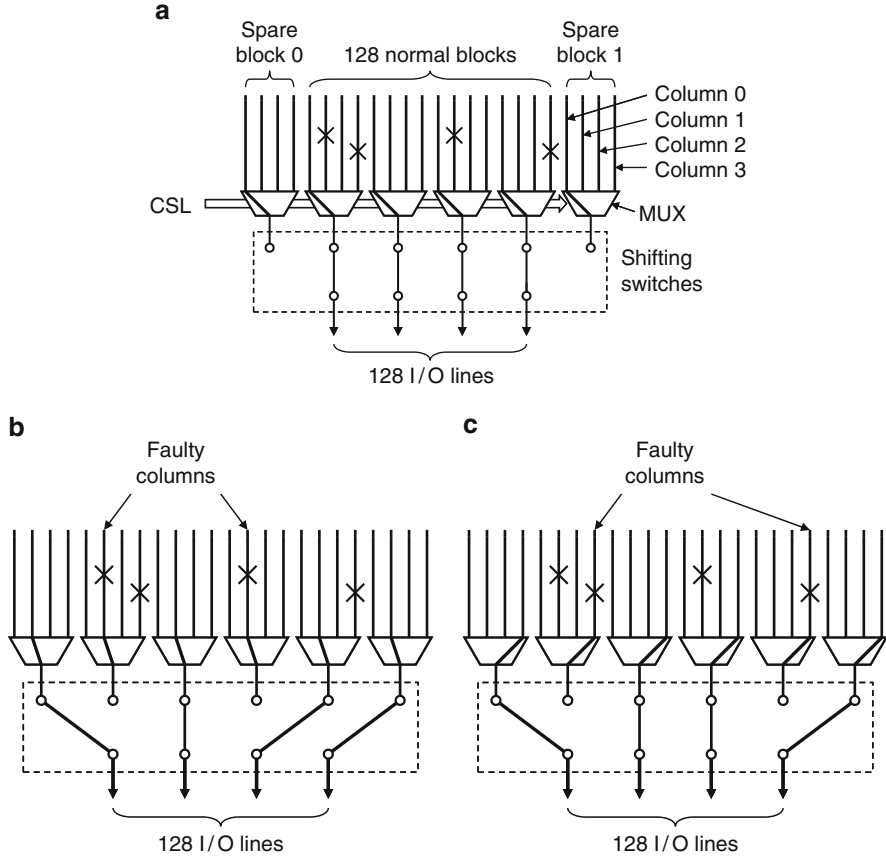 a
Spare
block 0
128 normal blocks
Spare
block 1
Column 0
Column 1
Column 2
Column 3
CSL
MUX
Shifting
switches
128 I/O lines
b
Faulty
columns
128 I/O lines
c
Faulty
columns
128 I/O lines